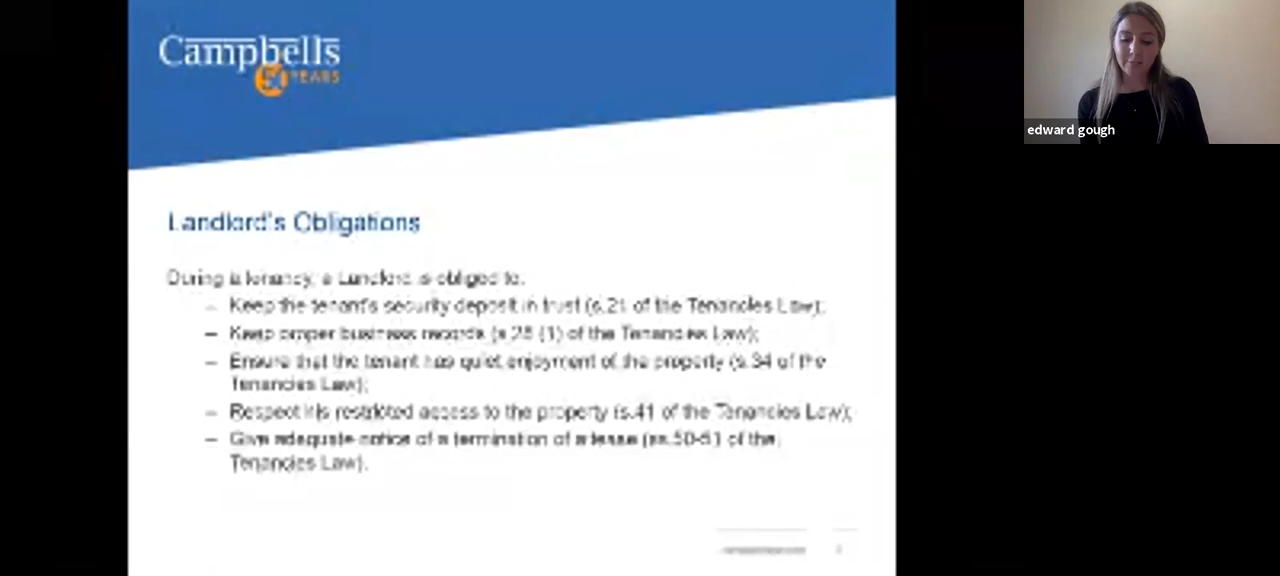 Campbells
50 YEARS
edward gough
Landlord's Obligations
During a tenancy, a Landlord is obliged to:
– Keep the tenant's security deposit in trust (s.21 of the Tenancies Law);
– Keep proper business records (s.28 (1) of the Tenancies Law);
– Ensure that the tenant has quiet enjoyment of the property (s.34 of the
Tenancies Law);
– Respect his restricted access to the property (s.41 of the Tenancies Law);
– Give adequate notice of a termination of a lease (ss.50-51 of the
Tenancies Law).